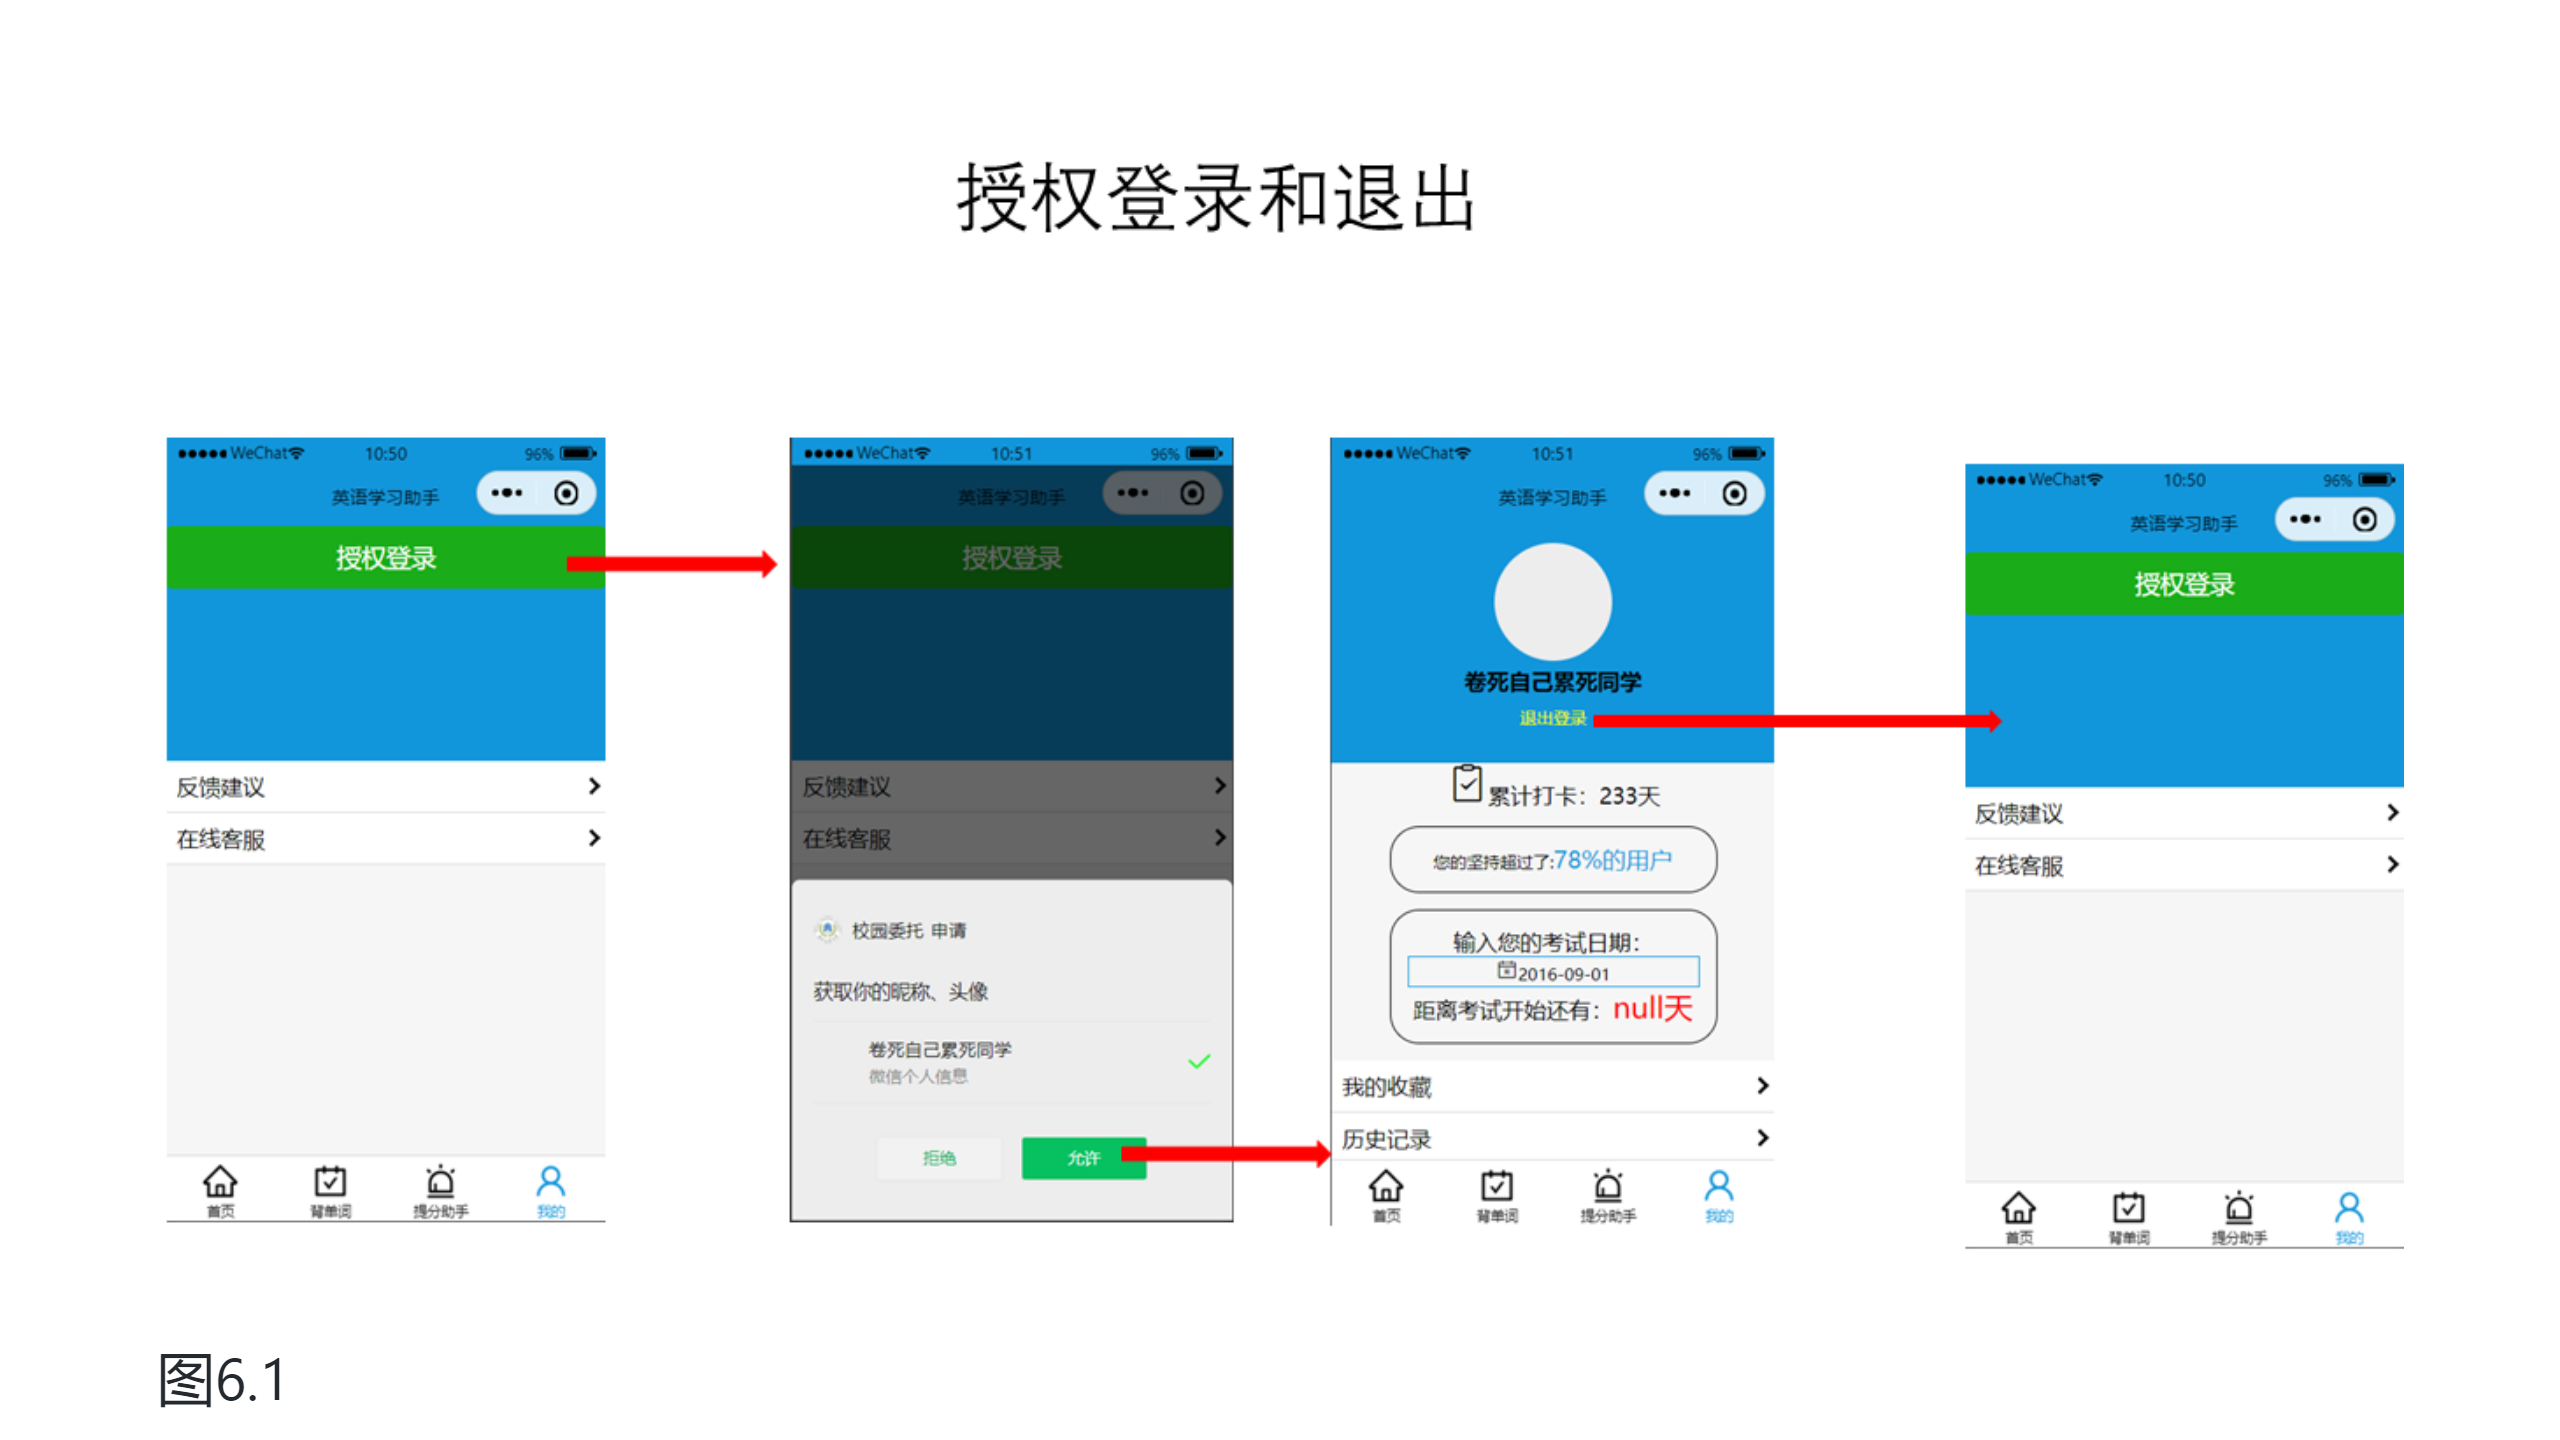 授权登录和退出
WeChat 10:50 96%
英语学习助手
授权登录
反馈建议
在线客服
首页 背单词 提分助手 我的
WeChat 10:51 96%
英语学习助手
授权登录
反馈建议
在线客服
校园委托 申请
获取你的昵称、头像
卷死自己累死同学
微信个人信息
拒绝 允许
WeChat 10:51 96%
英语学习助手
卷死自己累死同学
退出登录
累计打卡：233天
您的坚持超过了:78%的用户
输入您的考试日期：
2016-09-01
距离考试开始还有：null天
我的收藏
历史记录
首页 背单词 提分助手 我的
WeChat 10:50 96%
英语学习助手
授权登录
反馈建议
在线客服
首页 背单词 提分助手 我的
图6.1